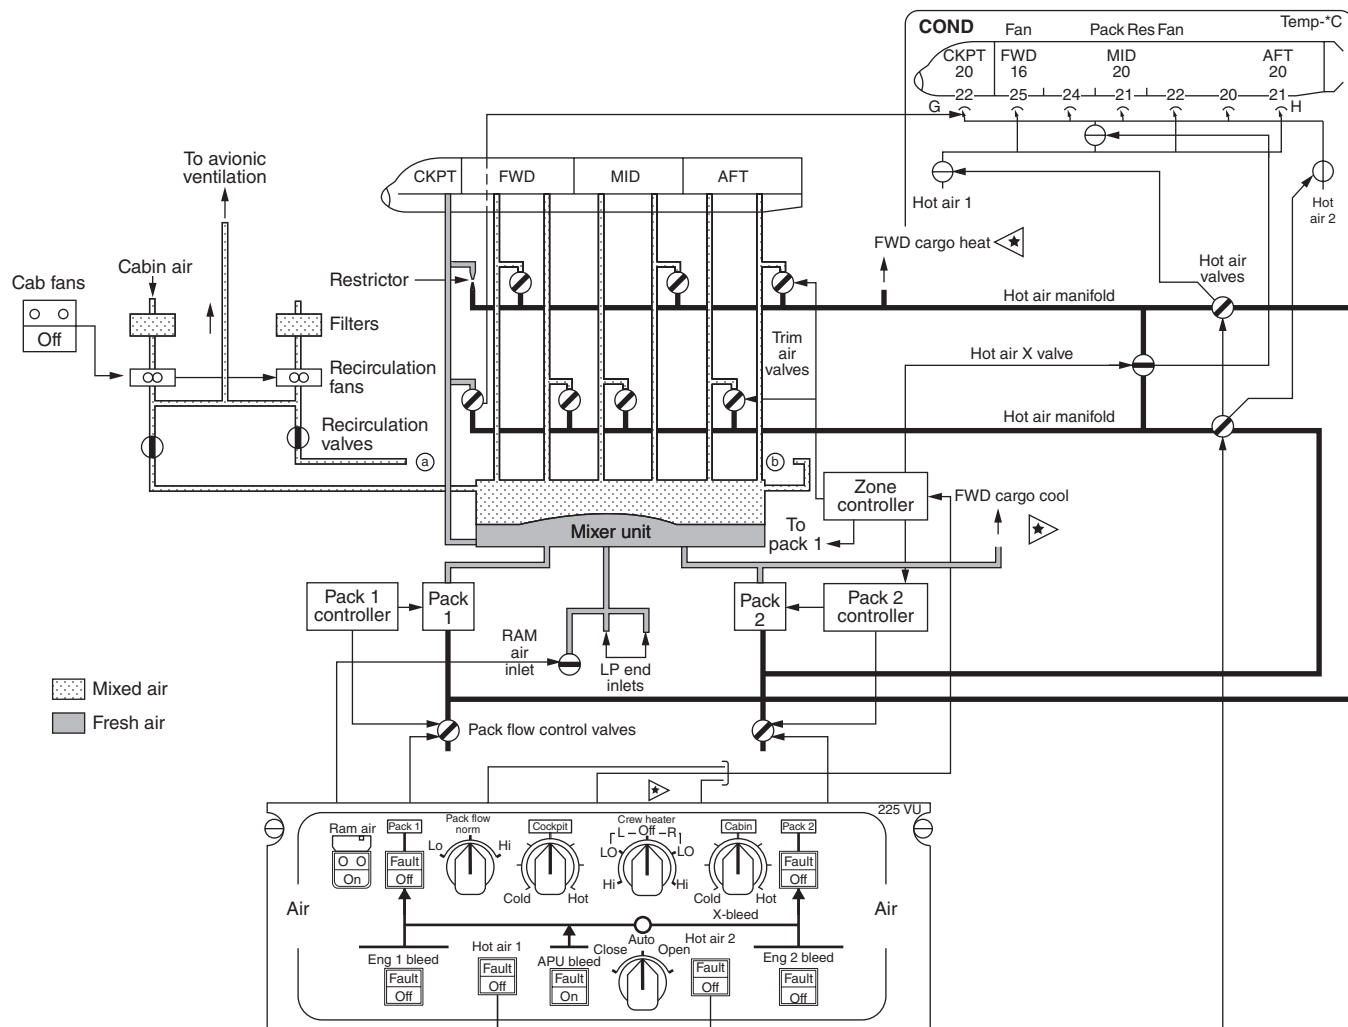 COND
Fan
Pack Res Fan
Temp-*C
CKPT
20
FWD
16
MID
20
AFT
20
G
22
25
24
21
22
20
21
H
Hot air 1
Hot
air 2
To avionic
ventilation
CKPT
FWD
MID
AFT
FWD cargo heat
Cabin air
Cab fans
Off
Restrictor
Hot air
valves
Hot air manifold
Filters
Trim
air
valves
Hot air X valve
Recirculation
fans
Hot air manifold
Recirculation
valves
a
b
Zone
controller
FWD cargo cool
Mixer unit
To
pack 1
Pack 1
controller
Pack
1
Pack
2
Pack 2
controller
RAM
air
inlet
LP end
inlets
Mixed air
Fresh air
Pack flow control valves
225 VU
Ram air
On
Pack 1
Fault
Off
Pack flow
norm
Lo
Hi
Cockpit
Cold
Hot
Crew heater
L
Off
R
LO
LO
Hi
Hi
Cabin
Cold
Hot
Pack 2
Fault
Off
Air
Air
X-bleed
Eng 1 bleed
Fault
Off
Hot air 1
Fault
Off
APU bleed
Fault
On
Close
Auto
Open
Hot air 2
Fault
Off
Eng 2 bleed
Fault
Off